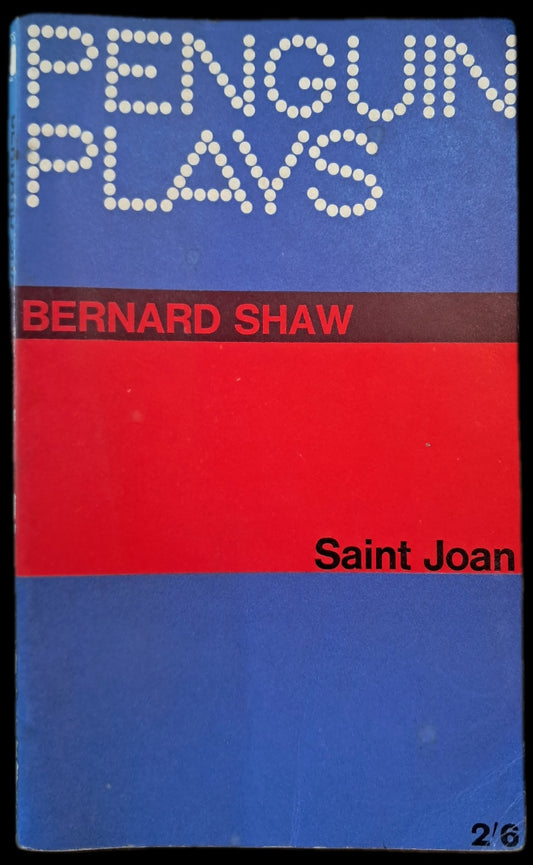 PENGUIN
PLAYS
BERNARD SHAW
Saint Joan
2/6